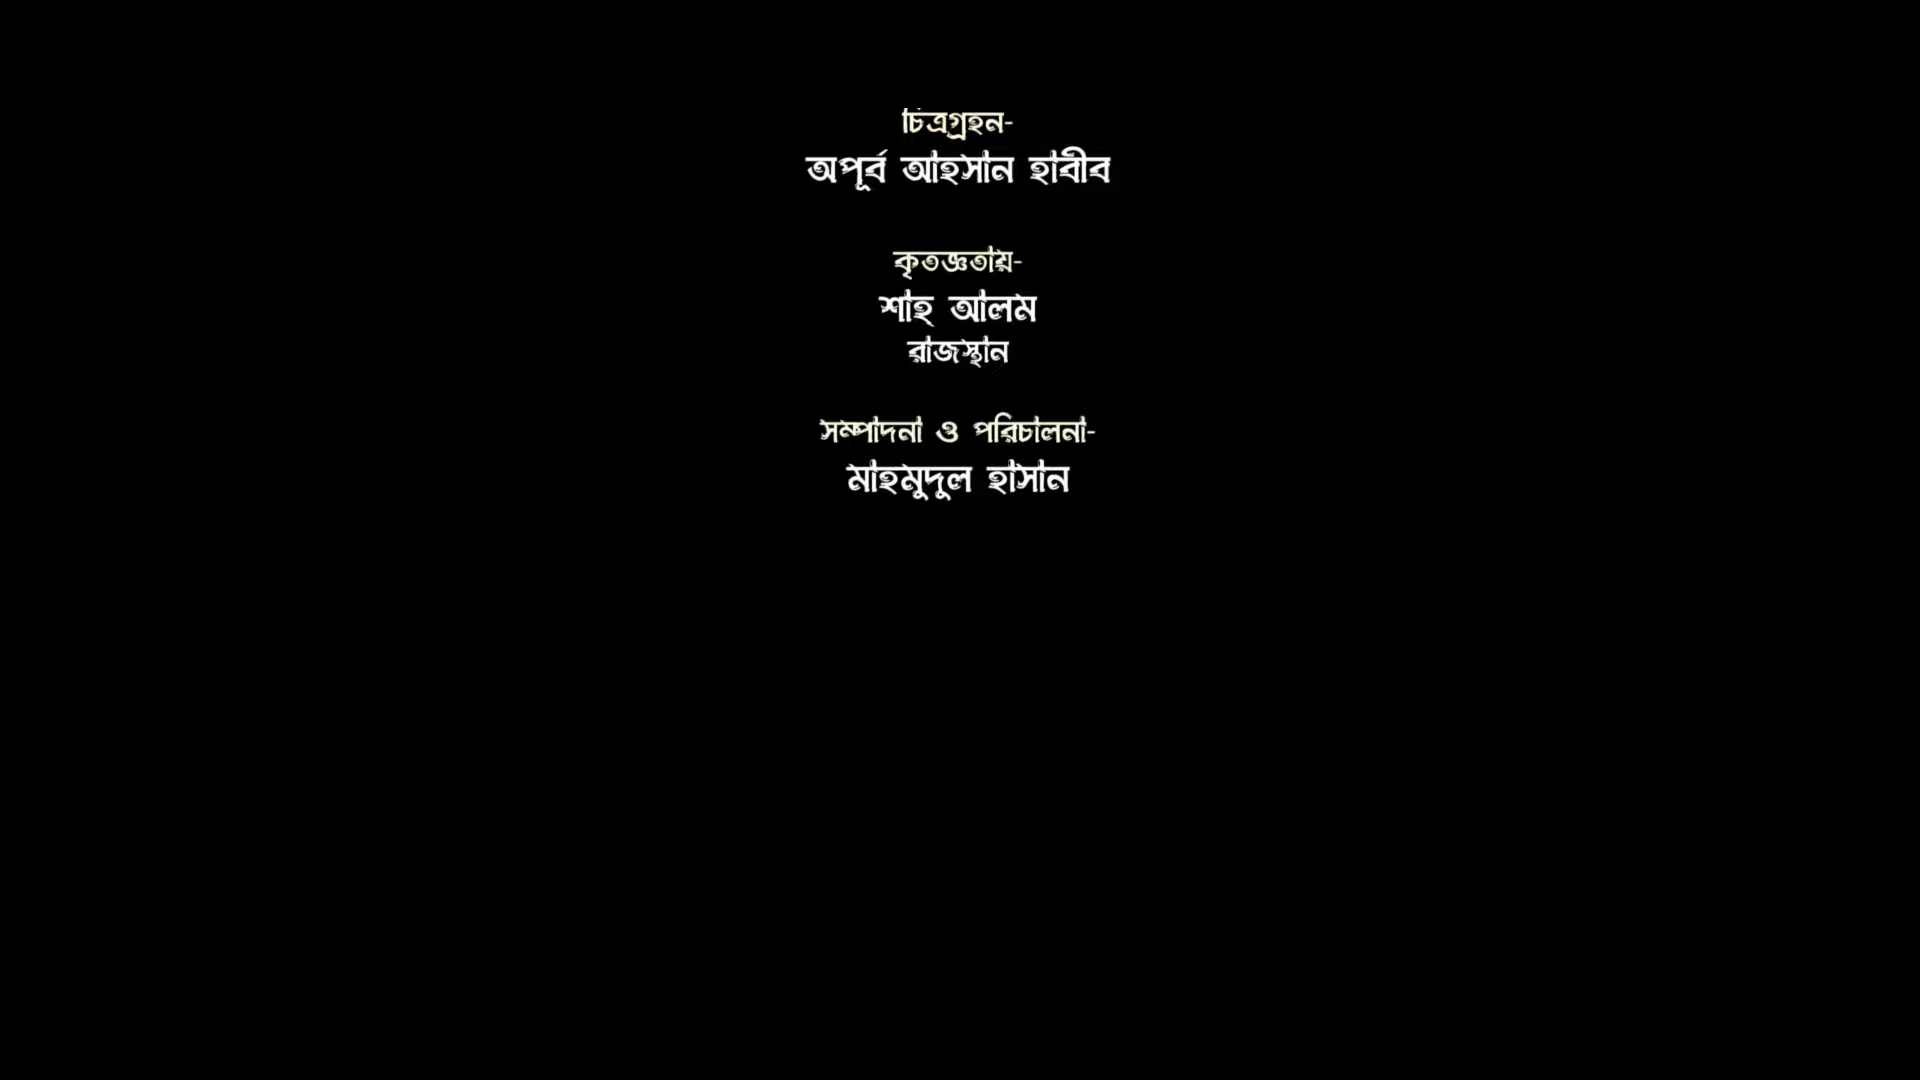 চিত্রগ্রহন-
অপূর্ব আহসান হাবীব
কৃতজ্ঞতায়-
শাহ্ আলম
রাজস্থান
সম্পাদনা ও পরিচালনা-
মাহমুদুল হাসান